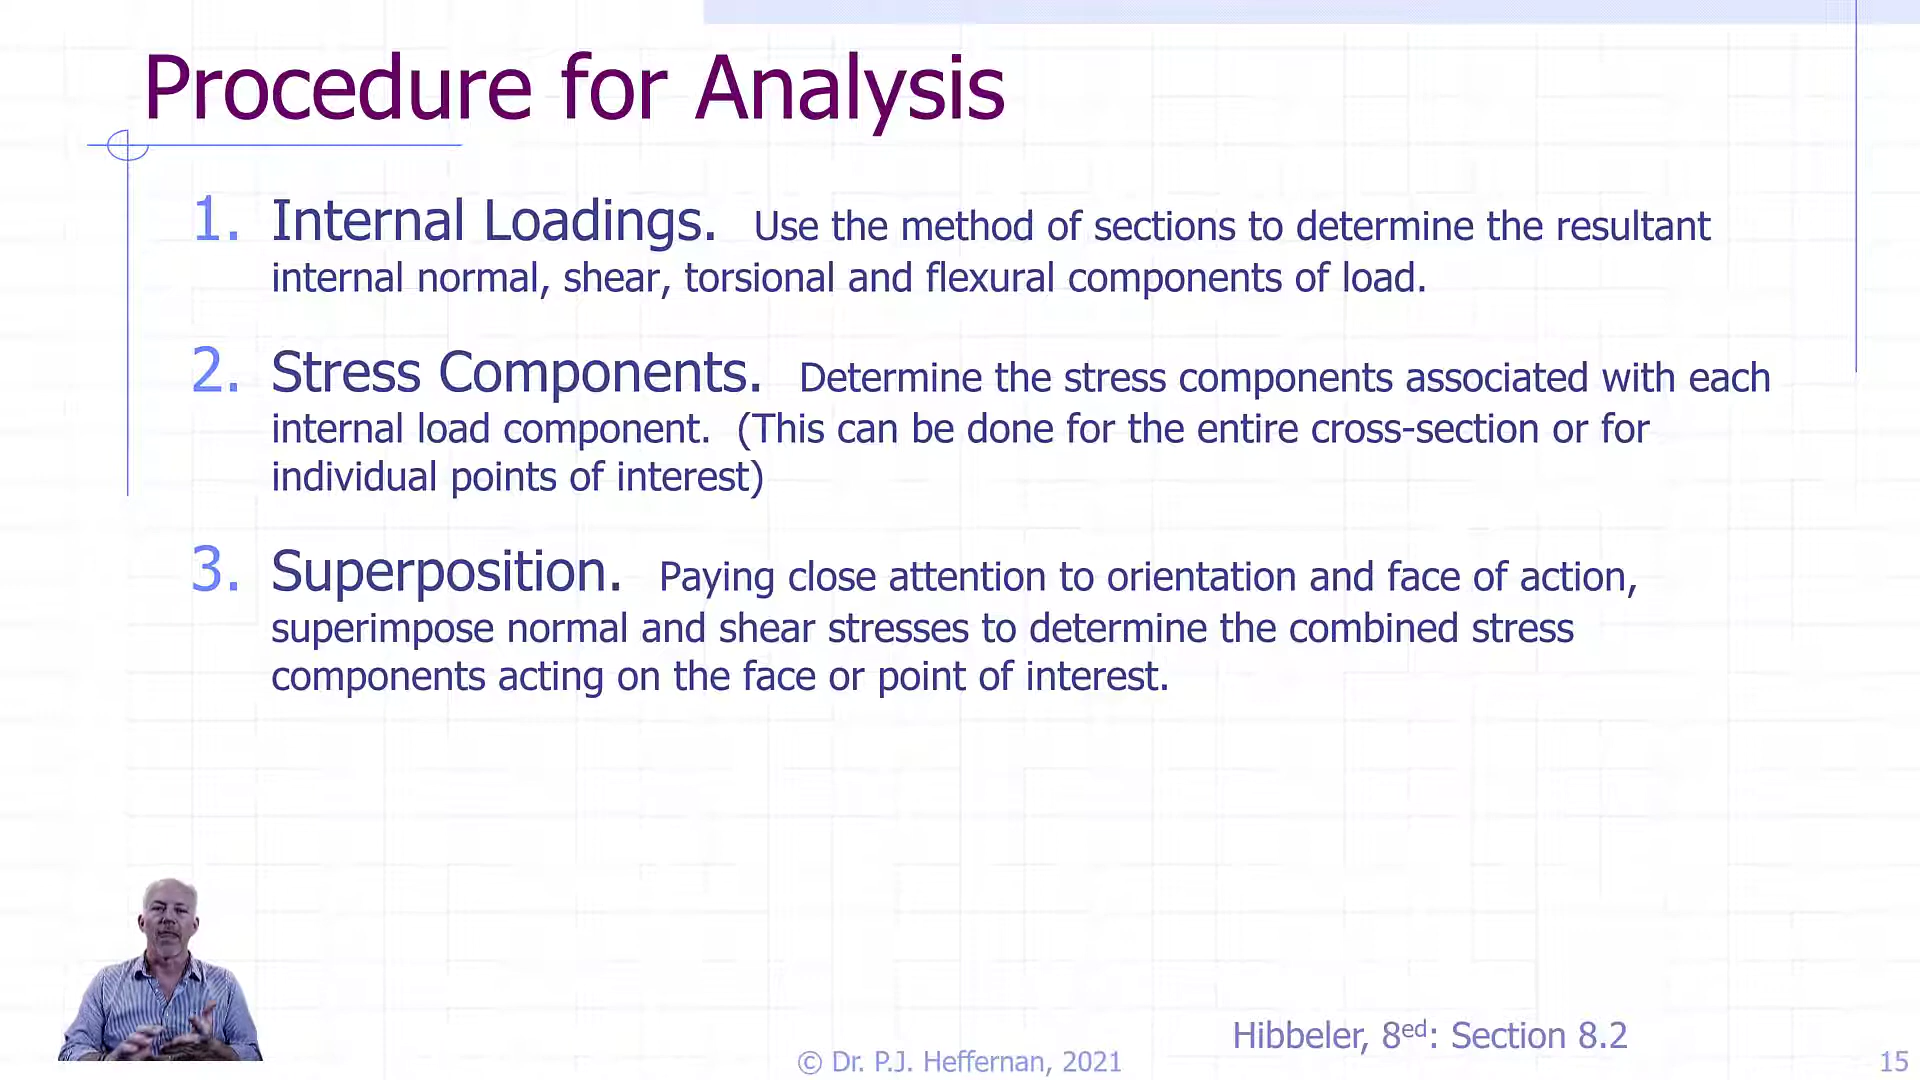 Procedure for Analysis
1. Internal Loadings. Use the method of sections to determine the resultant
internal normal, shear, torsional and flexural components of load.
2. Stress Components. Determine the stress components associated with each
internal load component. (This can be done for the entire cross-section or for
individual points of interest)
3. Superposition. Paying close attention to orientation and face of action,
superimpose normal and shear stresses to determine the combined stress
components acting on the face or point of interest.
Hibbeler, 8ed: Section 8.2
© Dr. P.J. Heffernan, 2021
15